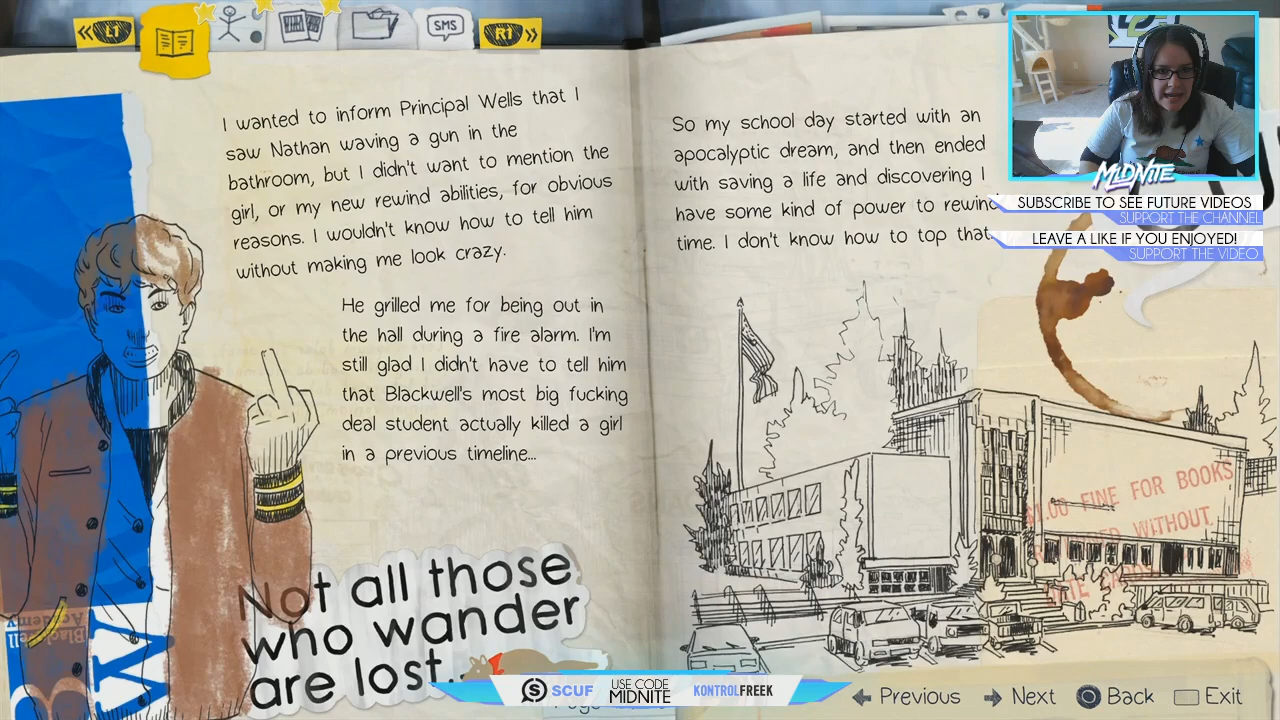 L1
SMS
R1
I wanted to inform Principal Wells that I
saw Nathan waving a gun in the
bathroom, but I didn't want to mention the
girl, or my new rewind abilities, for obvious
reasons. I wouldn't know how to tell him
without making me look crazy.
He grilled me for being out in
the hall during a fire alarm. I'm
still glad I didn't have to tell him
that Blackwell's most big fucking
deal student actually killed a girl
in a previous timeline...
Not all those
who wander
are lost...
Blackwell
Academy
So my school day started with an
apocalyptic dream, and then ended
with saving a life and discovering I
have some kind of power to rewind
time. I don't know how to top that.
$1.00 FINE FOR BOOKS
WITHOUT
MIDNITE
SUBSCRIBE TO SEE FUTURE VIDEOS
SUPPORT THE CHANNEL
LEAVE A LIKE IF YOU ENJOYED!
SUPPORT THE VIDEO
S SCUF
USE CODE
MIDNITE
KONTROLFREEK
Page
Previous
Next
Back
Exit